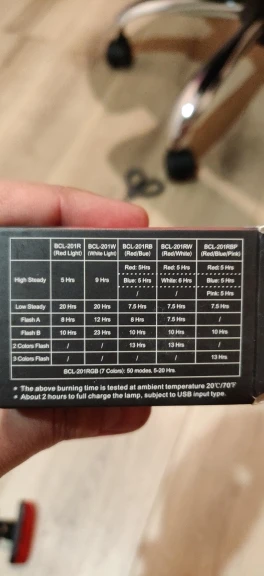 BCL-201R BCL-201W BCL-201RB BCL-201RW BCL-201RBP
(Red Light) (White Light) (Red/Blue) (Red/White) (Red/Blue/Pink)
Red: 5Hrs Red: 5 Hrs Red: 5 Hrs
High Steady 5 Hrs 9 Hrs Blue: 5 Hrs White: 6 Hrs Blue: 5 Hrs
/ / Pink: 5 Hrs
Low Steady 20 Hrs 20 Hrs 7.5 Hrs 7.5 Hrs 7.5 Hrs
Flash A 8 Hrs 12 Hrs 8 Hrs 7.5 Hrs /
Flash B 10 Hrs 23 Hrs 10 Hrs 10 Hrs 10 Hrs
2 Colors Flash / / 13 Hrs 13 Hrs /
3 Colors Flash / / / / 13 Hrs
BCL-201RGB (7 Colors): 50 modes, 5-20 Hrs.
* The above burning time is tested at ambient temperature 20℃/70℉
* About 2 hours to full charge the lamp, subject to USB input type.